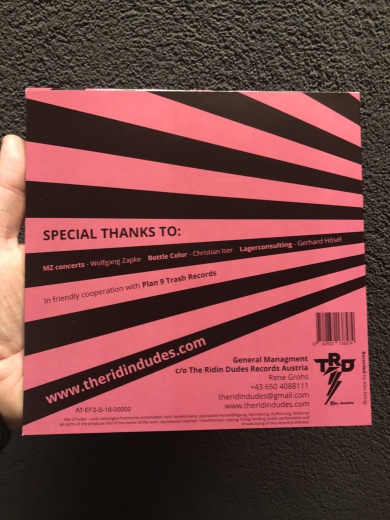 SPECIAL THANKS TO:
MZ concerts - Wolfgang Zapke Bottle Color - Christian Iser Lagerconsulting - Gerhard Hösel
In friendly cooperation with Plan 9 Trash Records
www.theridindudes.com
AT-EF2-S-18-00002
General Managment
c/o The Ridin Dudes Records Austria
Rene Grohs
+43 650 4088111
theridindudes@gmail.com
www.theridindudes.com
TRD
Austria